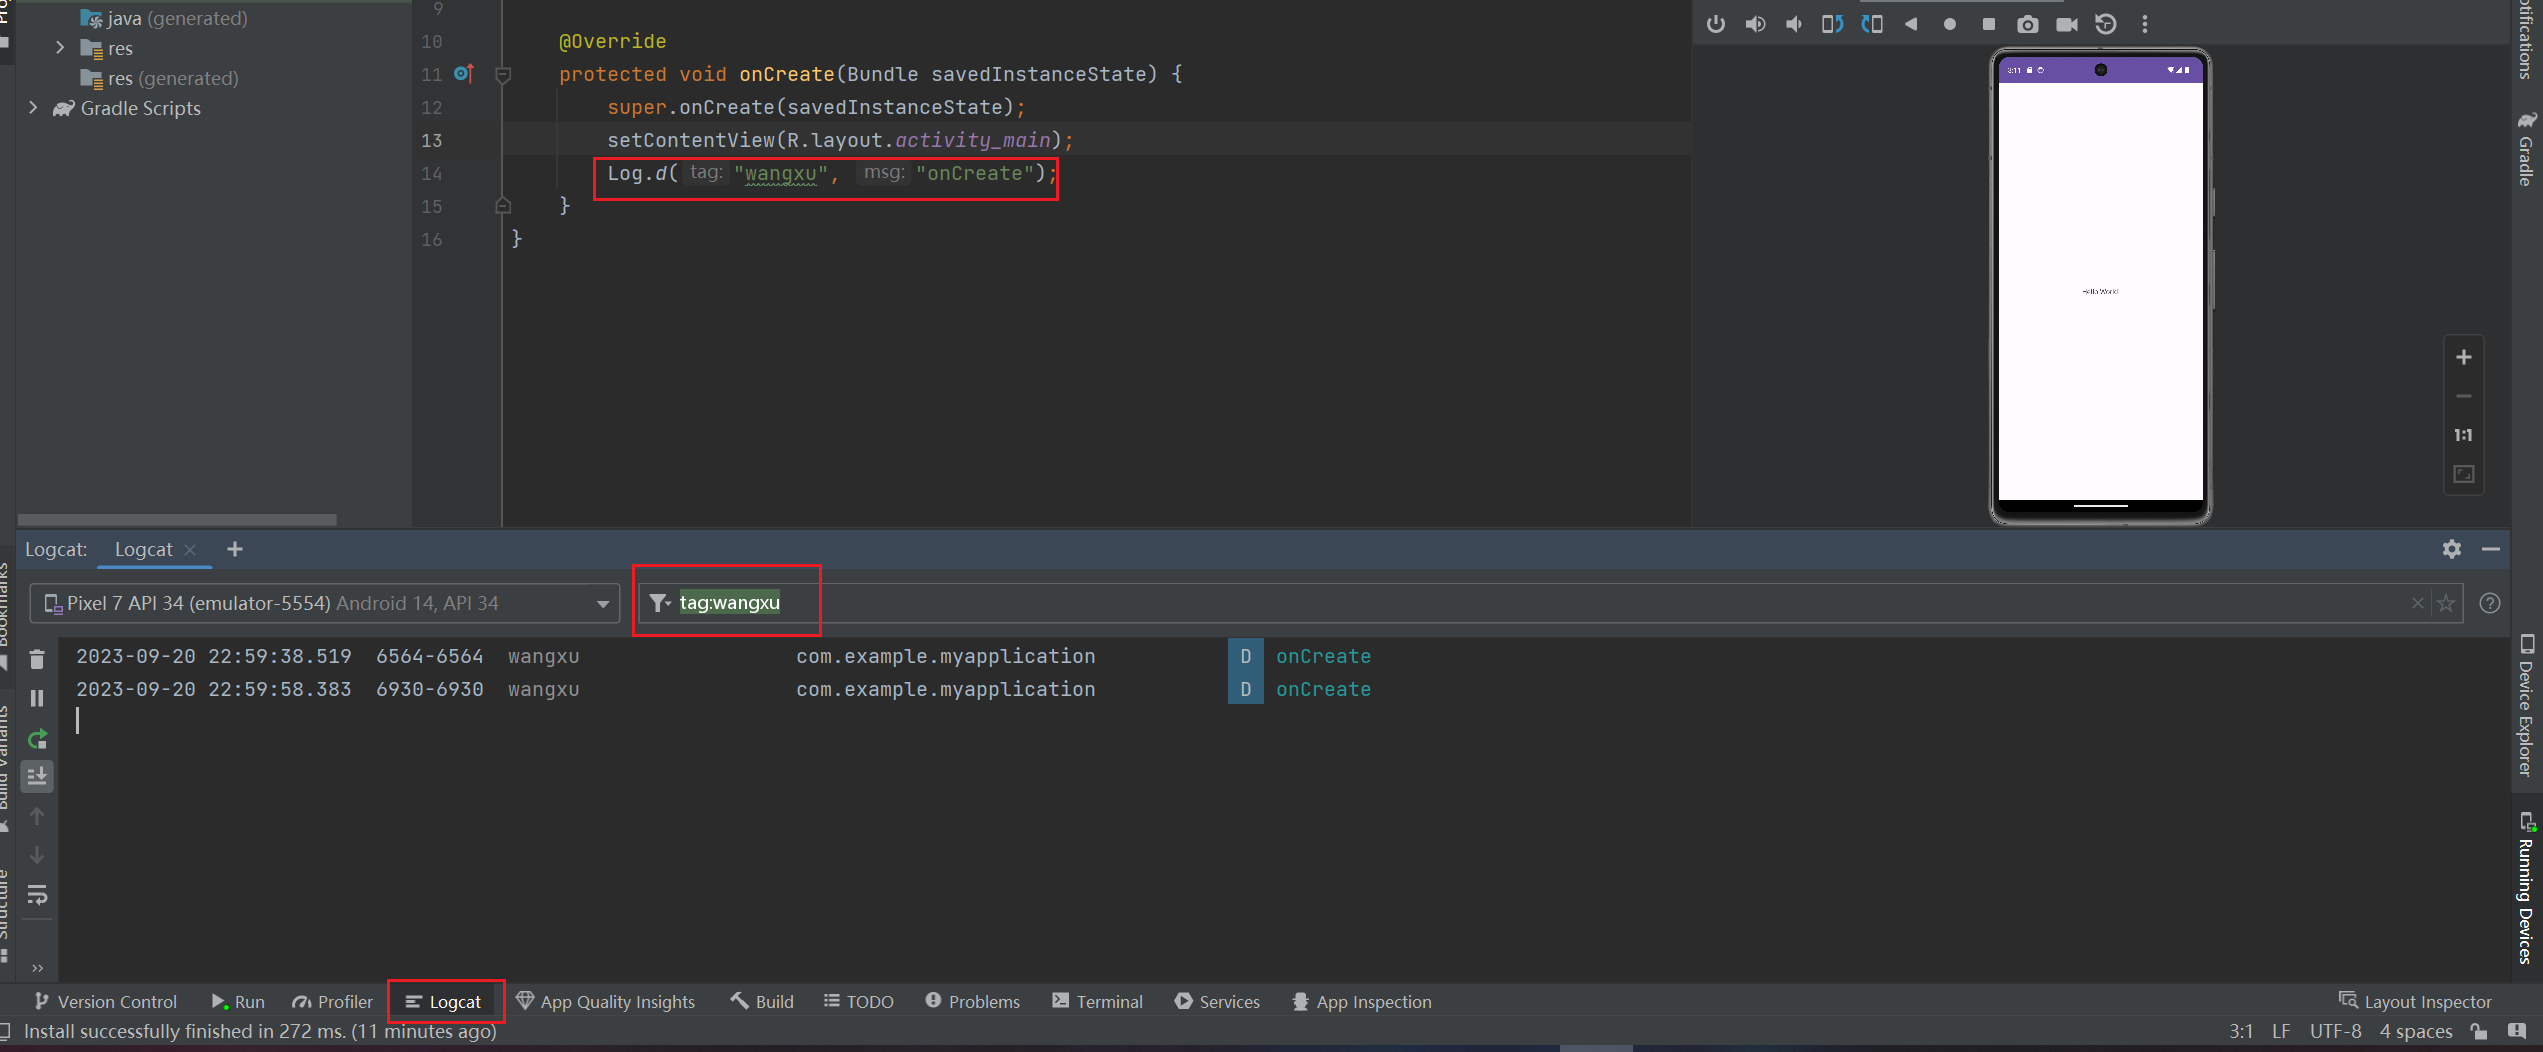 java (generated)
res
res (generated)
Gradle Scripts
9
10 @Override
11 protected void onCreate(Bundle savedInstanceState) {
12 super.onCreate(savedInstanceState);
13 setContentView(R.layout.activity_main);
14 Log.d( tag: "wangxu", msg: "onCreate");
15 }
16 }
3:11
Hello World!
1:1
Notifications
Gradle
Device Explorer
Running Devices
Bookmarks
Build Variants
Structure
Logcat: Logcat
Pixel 7 API 34 (emulator-5554) Android 14, API 34
tag:wangxu
2023-09-20 22:59:38.519 6564-6564 wangxu com.example.myapplication D onCreate
2023-09-20 22:59:58.383 6930-6930 wangxu com.example.myapplication D onCreate
Version Control Run Profiler Logcat App Quality Insights Build TODO Problems Terminal Services App Inspection Layout Inspector
Install successfully finished in 272 ms. (11 minutes ago) 3:1 LF UTF-8 4 spaces